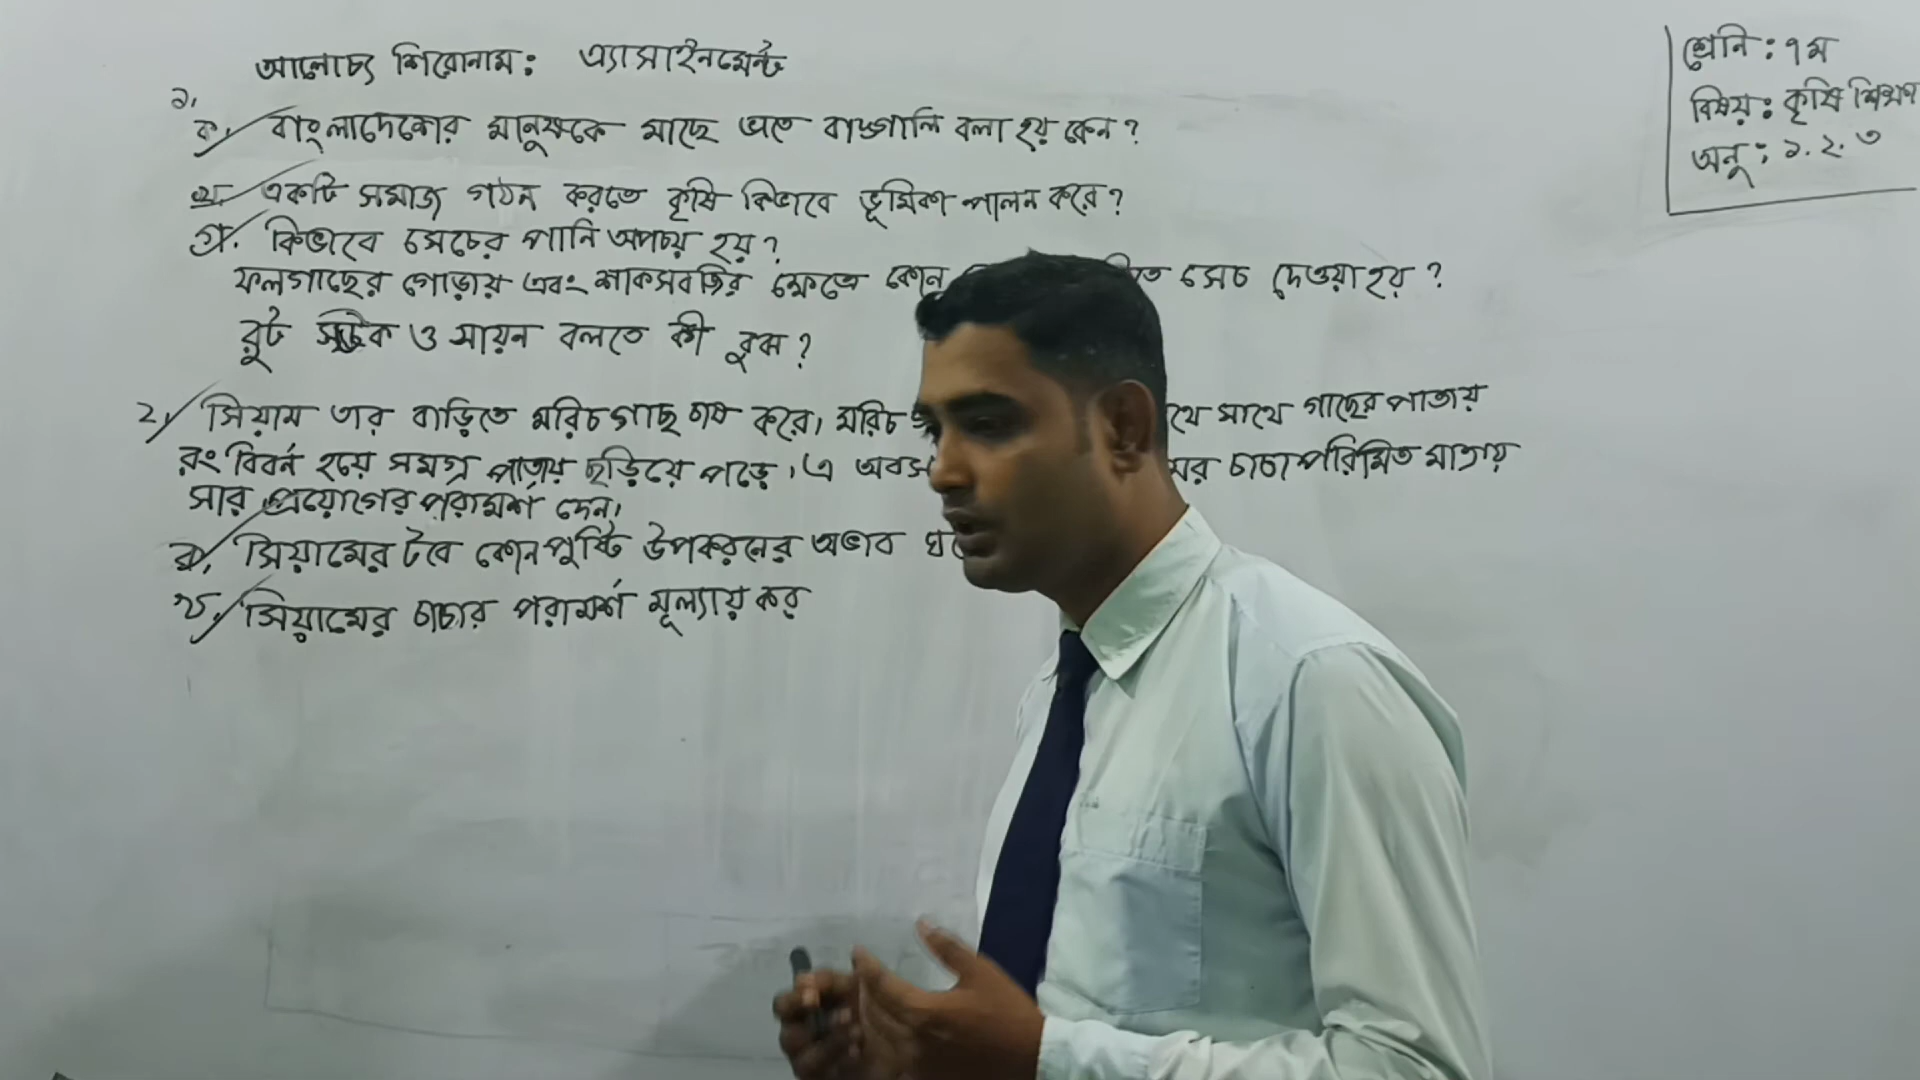 আলোচ্য শিরোনাম: এ্যাসাইনমেন্ট
শ্রেনি: ৭ম
বিষয়: কৃষি শিক্ষা
অনু: ১.২.৩
১.
ক. বাংলাদেশের মানুষকে মাছে ভাতে বাঙ্গালি বলা হয় কেন?
খ. একটি সমাজ গঠন করতে কৃষি কিভাবে ভূমিকা পালন করে?
গ. কিভাবে সেচের পানি অপচয় হয়?
ফলগাছের গোড়ায় এবং শাকসবজির ক্ষেতে কোন সেচ দেওয়া হয়?
রুট স্টক ও সায়ন বলতে কী বুঝ?
২. সিয়াম তার বাড়িতে মরিচ গাছ চাষ করে। মরিচ সাথে গাছের পাতায়
রং বিবর্ন হয়ে সমগ্র পাতায় ছড়িয়ে পড়ে। এ চাচা পরিমিত মাত্রায়
সার প্রয়োগের পরামর্শ দেন।
ক. সিয়ামের টবে কোন পুষ্টি উপকরনের অভাব
খ. সিয়ামের চাচার পরামর্শ মূল্যায় কর